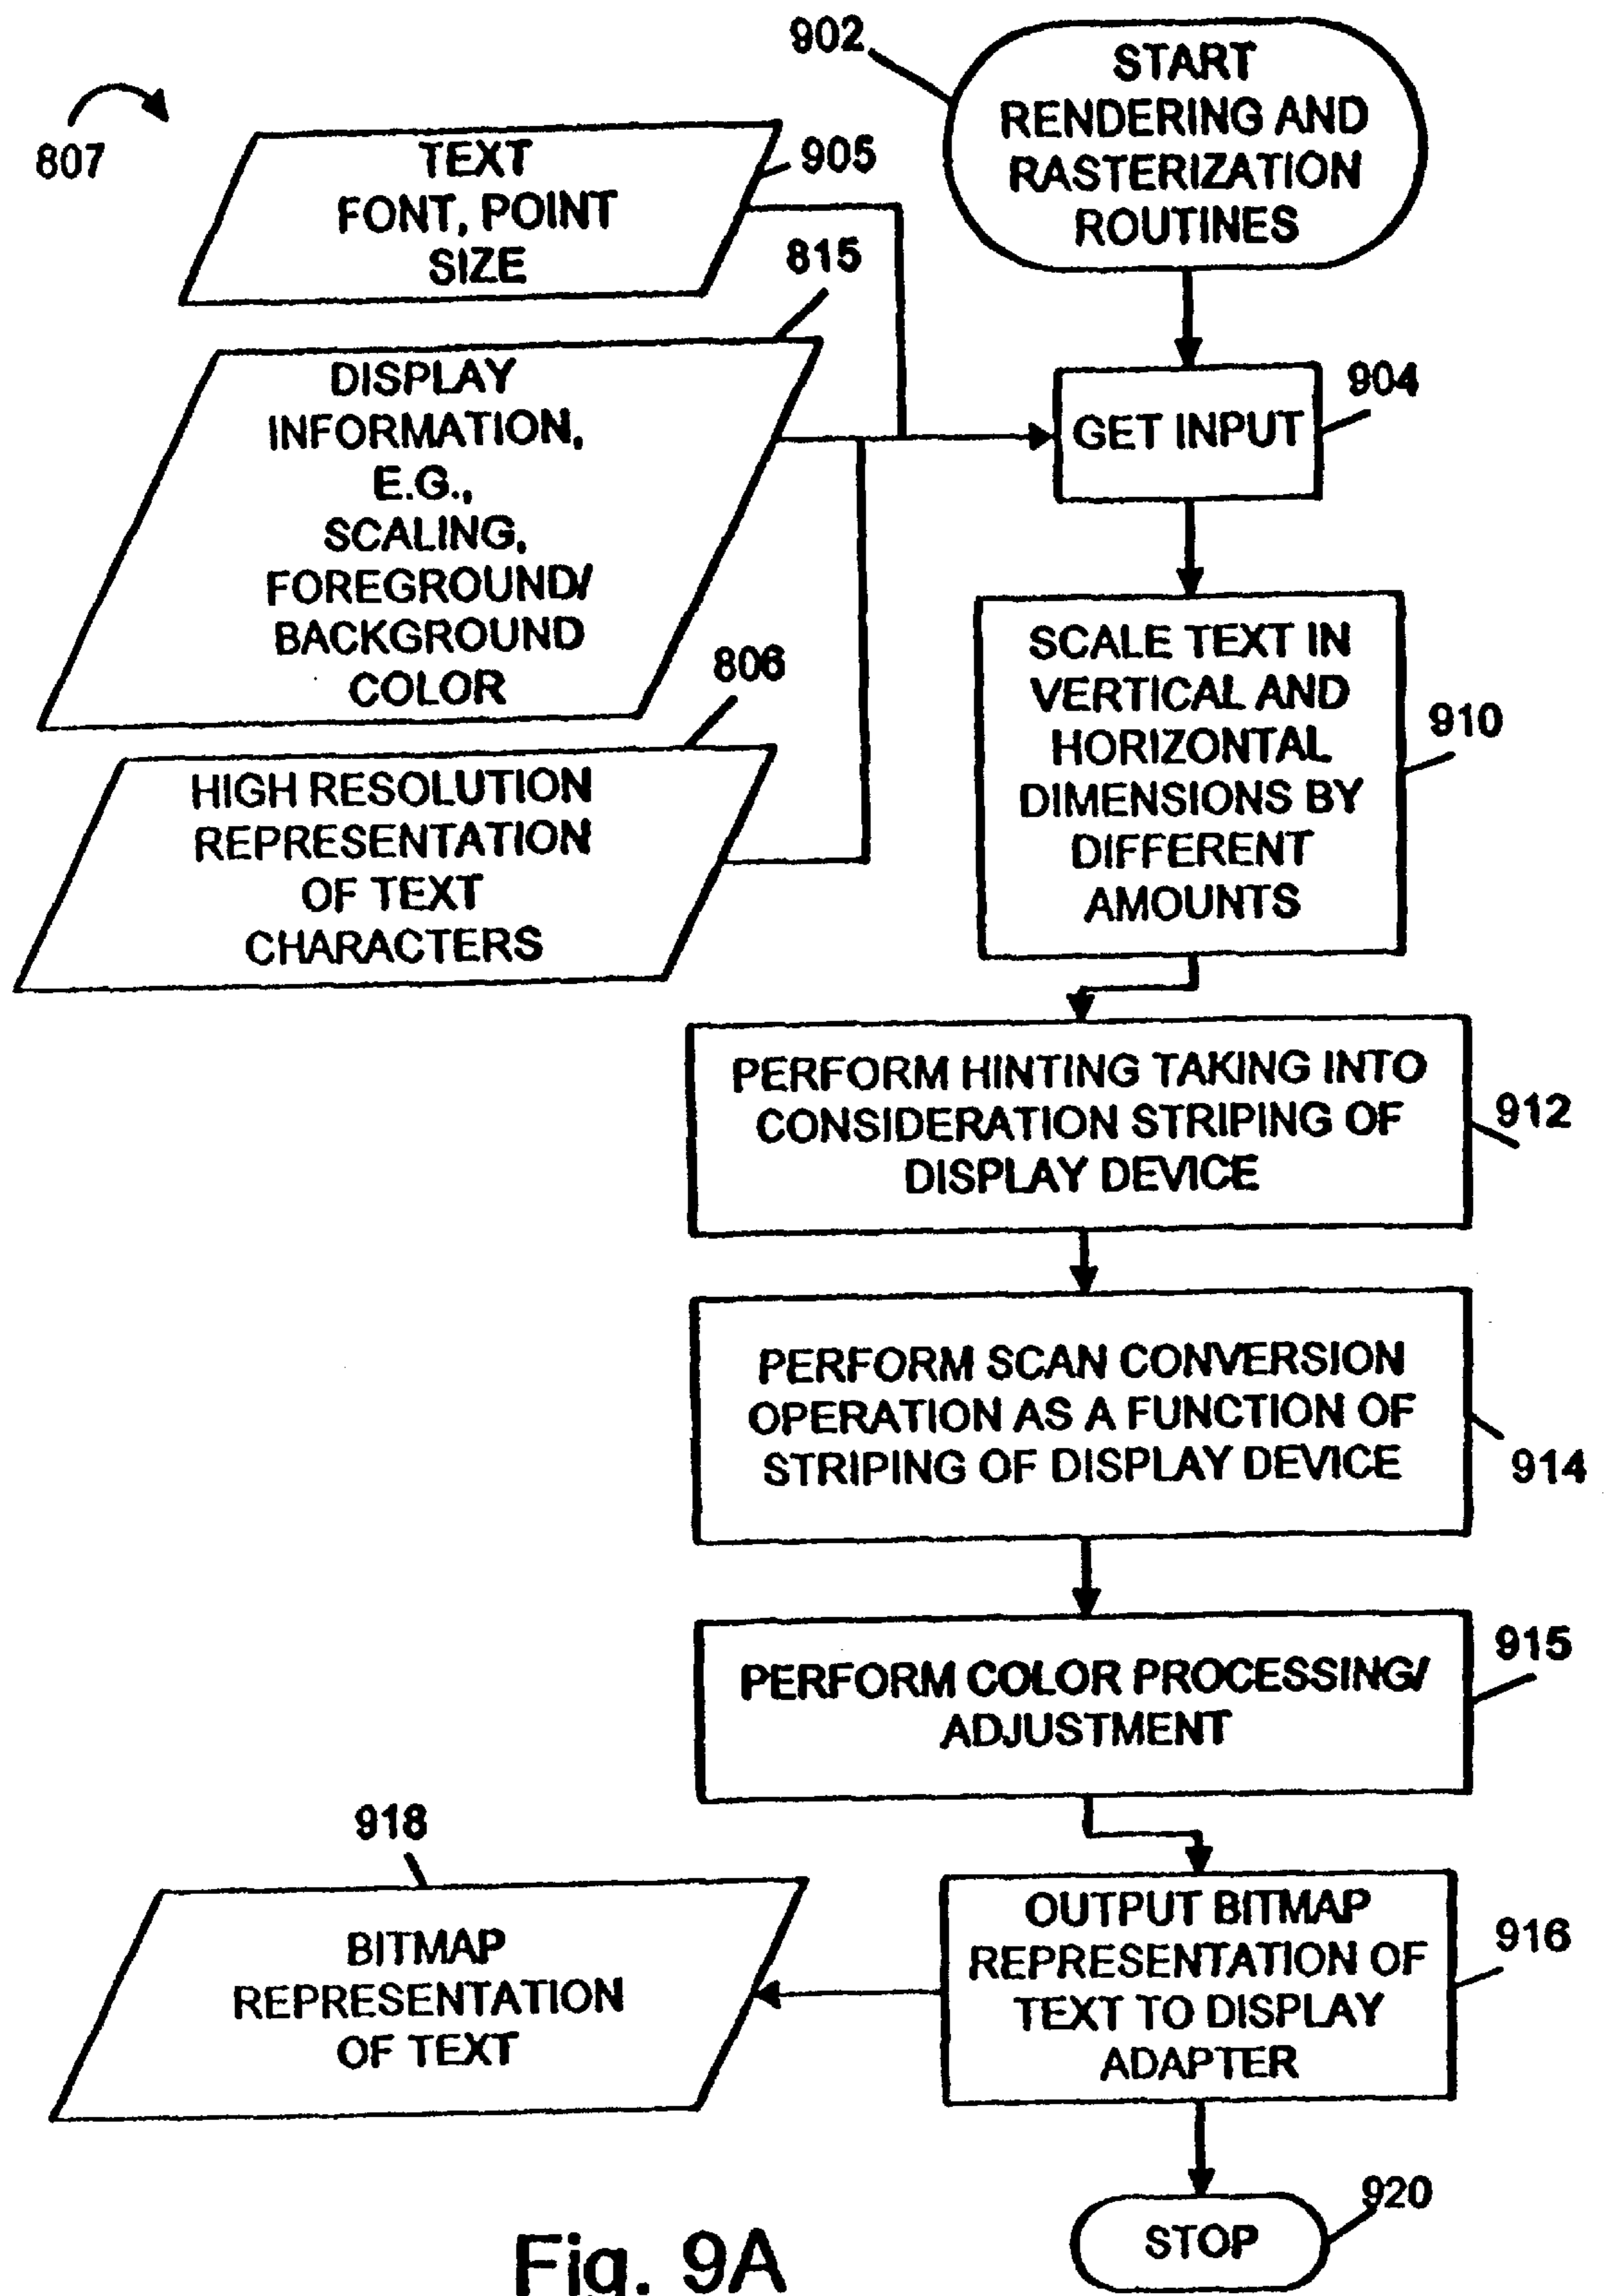 902
START
RENDERING AND
RASTERIZATION
ROUTINES
807
TEXT
FONT, POINT
SIZE
905
815
DISPLAY
INFORMATION,
E.G.,
SCALING,
FOREGROUND/
BACKGROUND
COLOR
GET INPUT
904
806
HIGH RESOLUTION
REPRESENTATION
OF TEXT
CHARACTERS
SCALE TEXT IN
VERTICAL AND
HORIZONTAL
DIMENSIONS BY
DIFFERENT
AMOUNTS
910
PERFORM HINTING TAKING INTO
CONSIDERATION STRIPING OF
DISPLAY DEVICE
912
PERFORM SCAN CONVERSION
OPERATION AS A FUNCTION OF
STRIPING OF DISPLAY DEVICE
914
PERFORM COLOR PROCESSING/
ADJUSTMENT
915
918
BITMAP
REPRESENTATION
OF TEXT
OUTPUT BITMAP
REPRESENTATION OF
TEXT TO DISPLAY
ADAPTER
916
STOP
920
Fig. 9A